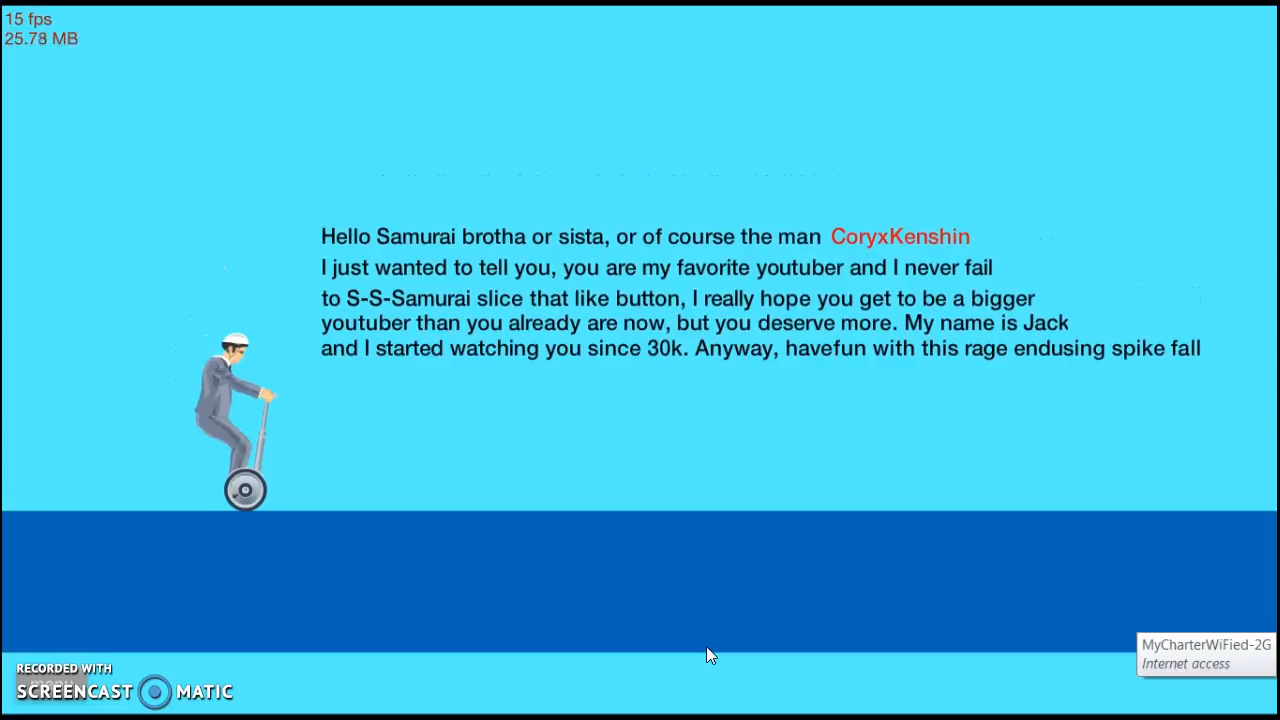 15 fps
25.78 MB
Hello Samurai brotha or sista, or of course the man CoryxKenshin
I just wanted to tell you, you are my favorite youtuber and I never fail
to S-S-Samurai slice that like button, I really hope you get to be a bigger
youtuber than you already are now, but you deserve more. My name is Jack
and I started watching you since 30k. Anyway, havefun with this rage endusing spike fall
MyCharterWiFied-2G
Internet access
RECORDED WITH
menu
SCREENCAST MATIC